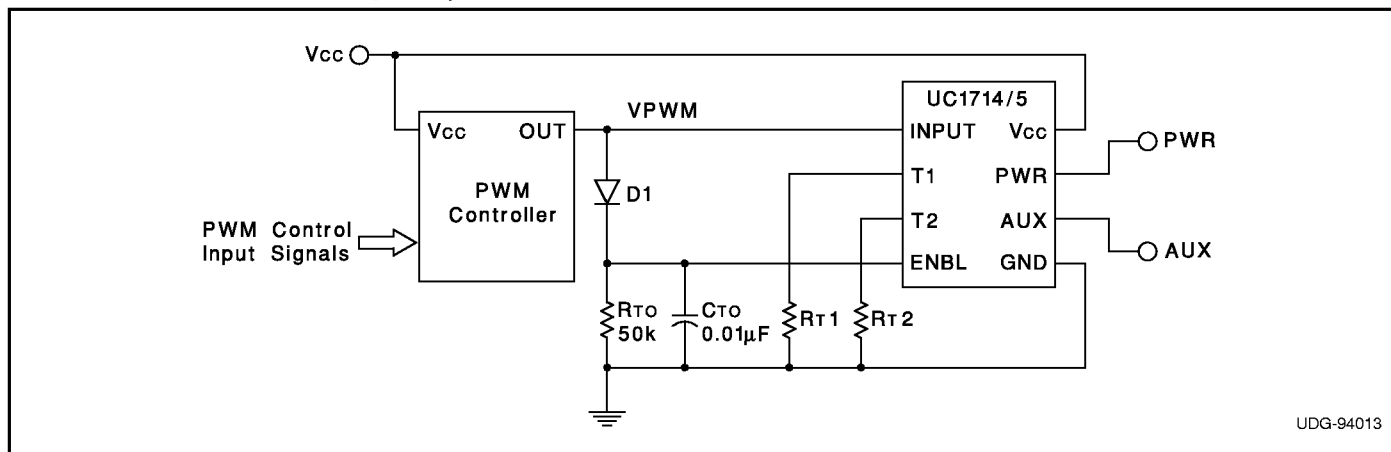 Vcc
VPWM
UC1714/5
Vcc OUT
INPUT Vcc
PWR
T1 PWR
D1
PWM
Controller
T2 AUX
PWM Control
Input Signals
ENBL GND
AUX
RTO
50k
CTO
0.01µF
RT1
RT2
UDG-94013